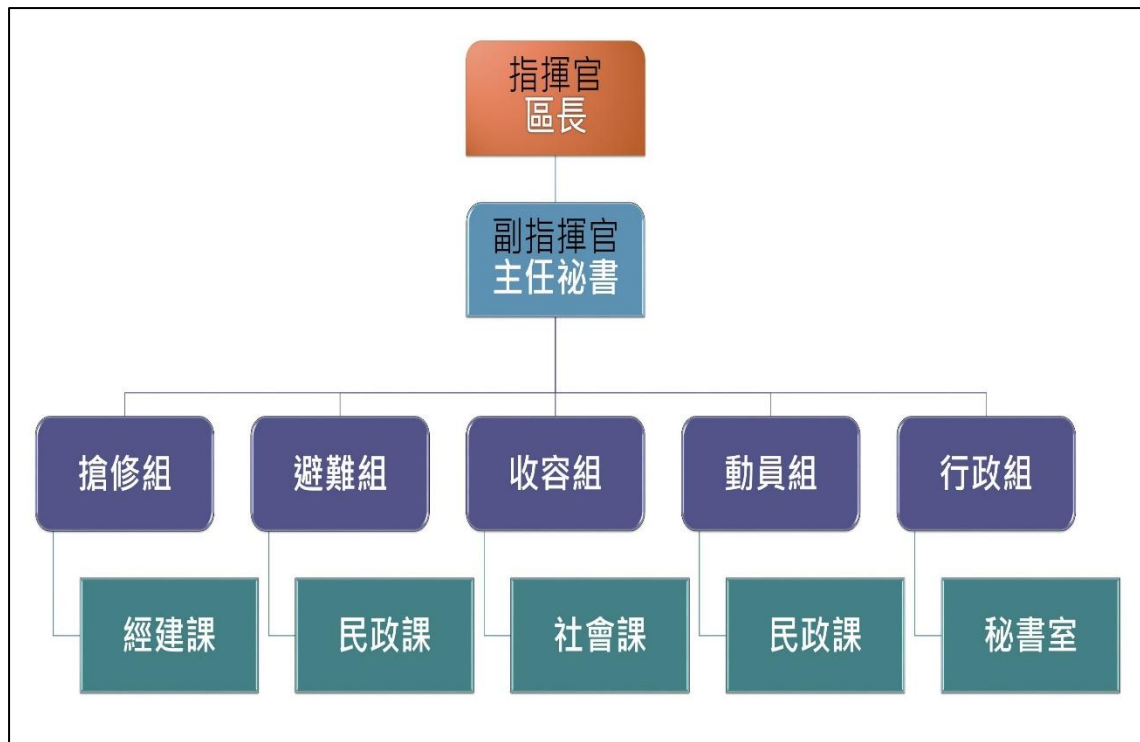 指揮官
區長
副指揮官
主任祕書
搶修組
避難組
收容組
動員組
行政組
經建課
民政課
社會課
民政課
秘書室